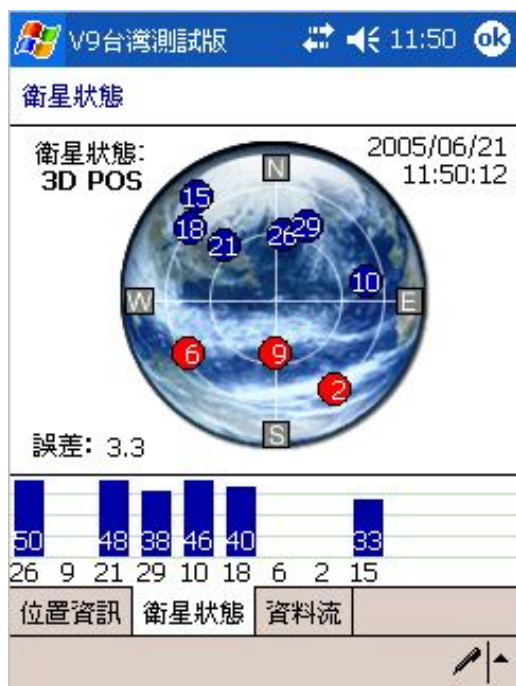 V9台灣測試版 11:50 ok
衛星狀態
衛星狀態:
3D POS
2005/06/21
11:50:12
N
15
18
21
26
29
10
W
E
6
9
2
S
誤差: 3.3
50 48 38 46 40 33
26 9 21 29 10 18 6 2 15
位置資訊 衛星狀態 資料流